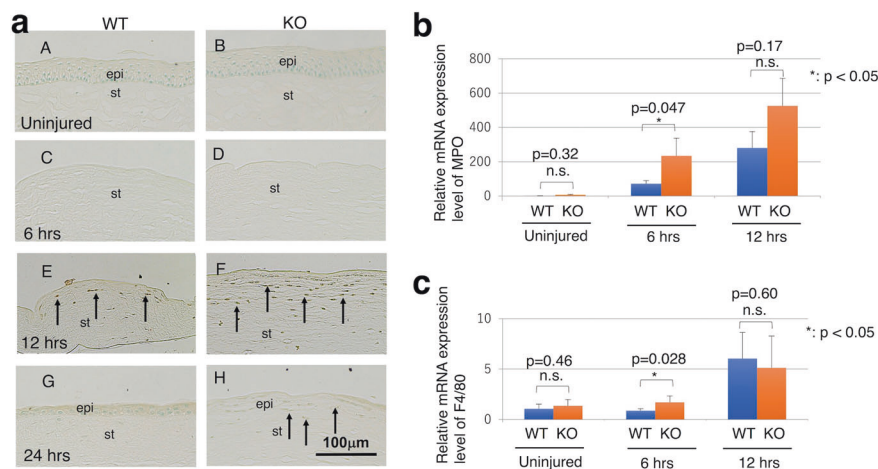 a
WT
KO
A
epi
st
Uninjured
B
epi
st
C
st
6 hrs
D
st
E
st
12 hrs
F
st
G
epi
st
24 hrs
H
epi
st
100μm
b
Relative mRNA expression
level of MPO
800
600
400
200
0
p=0.32
n.s.
p=0.047
*
p=0.17
n.s.
*: p < 0.05
WT KO
WT KO
WT KO
Uninjured
6 hrs
12 hrs
c
Relative mRNA expression
level of F4/80
10
5
0
p=0.46
n.s.
p=0.028
*
p=0.60
n.s.
*: p < 0.05
WT KO
WT KO
WT KO
Uninjured
6 hrs
12 hrs